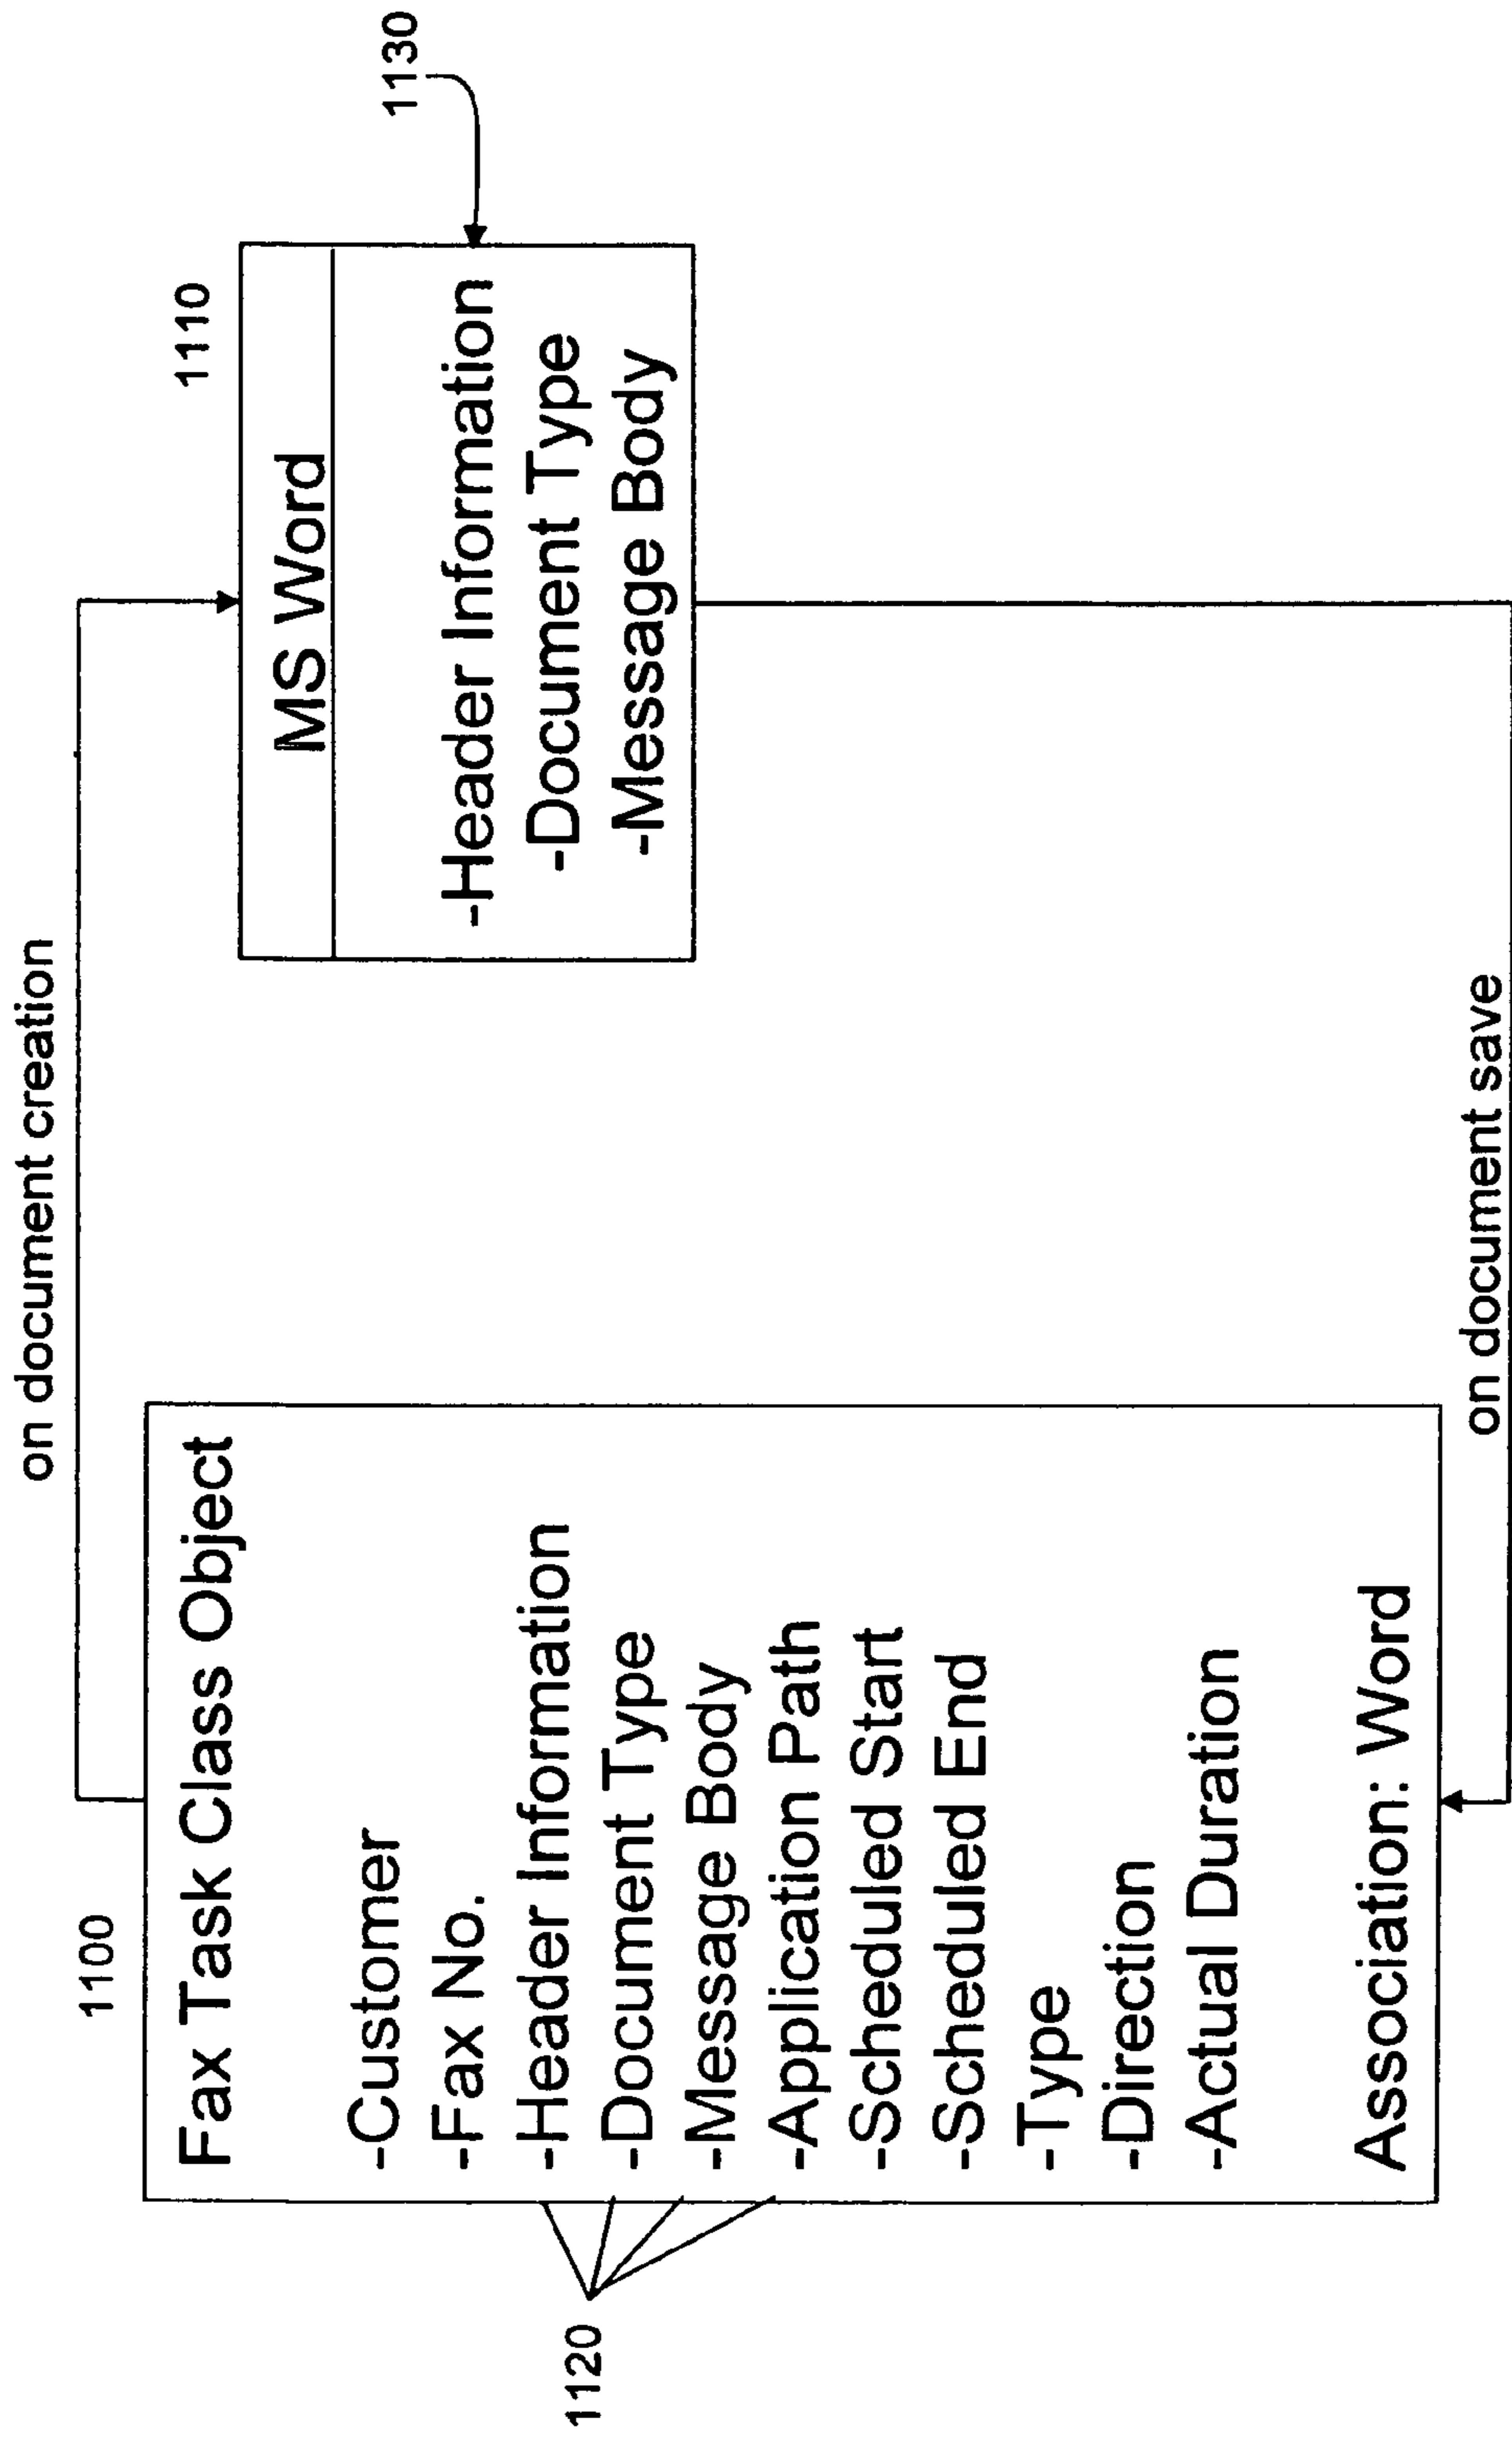 on document creation
1100
Fax Task Class Object
-Customer
-Fax No.
-Header Information
-Document Type
-Message Body
-Application Path
-Scheduled Start
-Scheduled End
-Type
-Direction
-Actual Duration
Association: Word
1120
1110
MS Word
-Header Information
-Document Type
-Message Body
1130
on document save